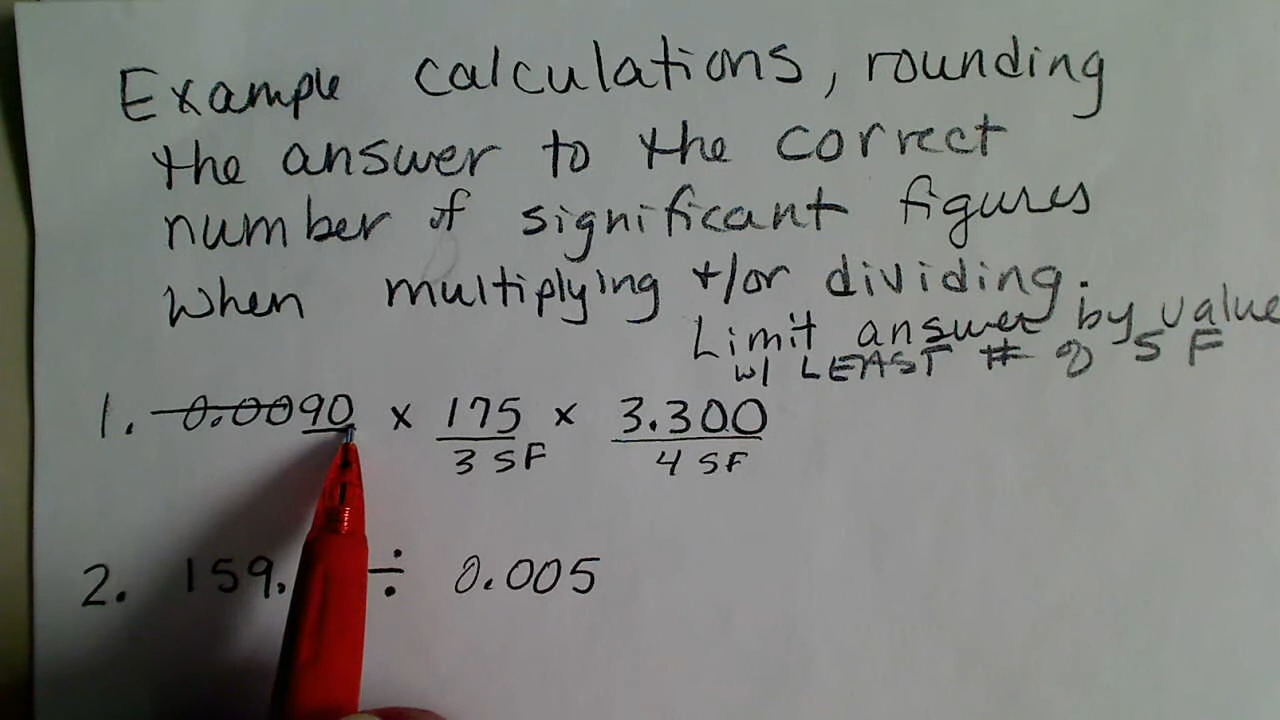 Example calculations, rounding
the answer to the correct
number of significant figures
when multiplying +/or dividing.
Limit answer by value
w/ LEAST # of SF
1. 0.0090 x 175 x 3.300
3 SF 4 SF
2. 159. ÷ 0.005